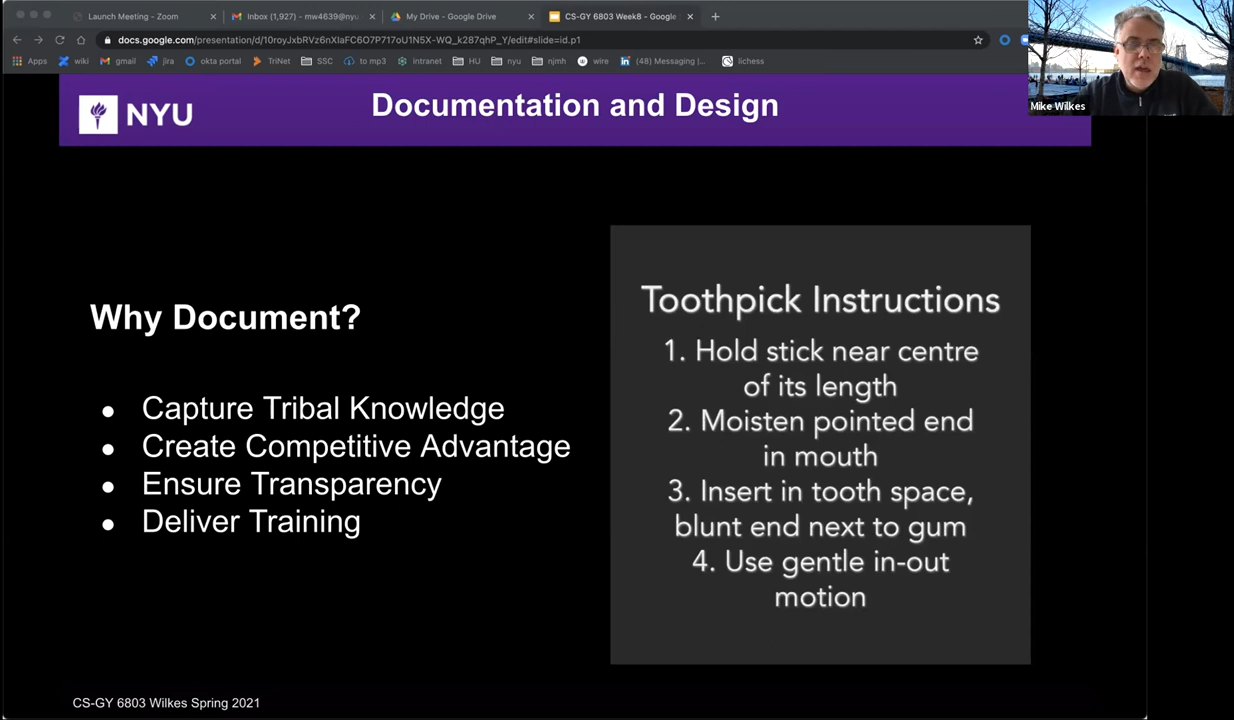 Launch Meeting - Zoom
Inbox (1,927) - mw4639@nyu
My Drive - Google Drive
CS-GY 6803 Week8 - Google
docs.google.com/presentation/d/10royJxbRVz6nXIaFC6O7P717oU1N5X-WQ_k287qhP_Y/edit#slide=id.p1
Apps wiki gmail jira okta portal TriNet SSC to mp3 intranet HU nyu njmh wire (48) Messaging |... lichess
Mike Wilkes
NYU
Documentation and Design
Why Document?
● Capture Tribal Knowledge
● Create Competitive Advantage
● Ensure Transparency
● Deliver Training
Toothpick Instructions
1. Hold stick near centre
of its length
2. Moisten pointed end
in mouth
3. Insert in tooth space,
blunt end next to gum
4. Use gentle in-out
motion
CS-GY 6803 Wilkes Spring 2021